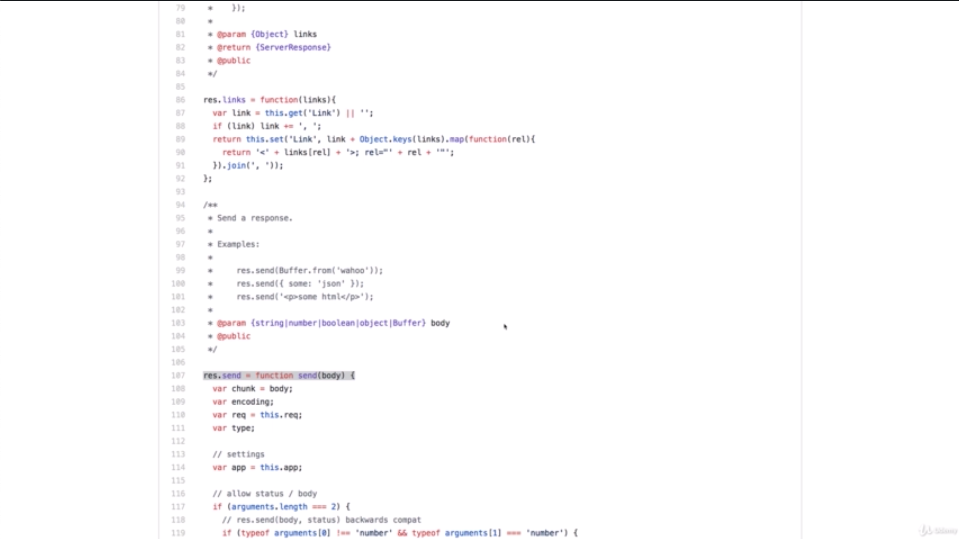 79 *     });
80 *
81 * @param {Object} links
82 * @return {ServerResponse}
83 * @public
84 */
85
86 res.links = function(links){
87   var link = this.get('Link') || '';
88   if (link) link += ', ';
89   return this.set('Link', link + Object.keys(links).map(function(rel){
90     return '<' + links[rel] + '>; rel="' + rel + '"';
91   }).join(', '));
92 };
93
94 /**
95 * Send a response.
96 *
97 * Examples:
98 *
99 *     res.send(Buffer.from('wahoo'));
100 *     res.send({ some: 'json' });
101 *     res.send('<p>some html</p>');
102 *
103 * @param {string|number|boolean|object|Buffer} body
104 * @public
105 */
106
107 res.send = function send(body) {
108   var chunk = body;
109   var encoding;
110   var req = this.req;
111   var type;
112
113   // settings
114   var app = this.app;
115
116   // allow status / body
117   if (arguments.length === 2) {
118     // res.send(body, status) backwards compat
119     if (typeof arguments[0] !== 'number' && typeof arguments[1] === 'number') {
Udemy